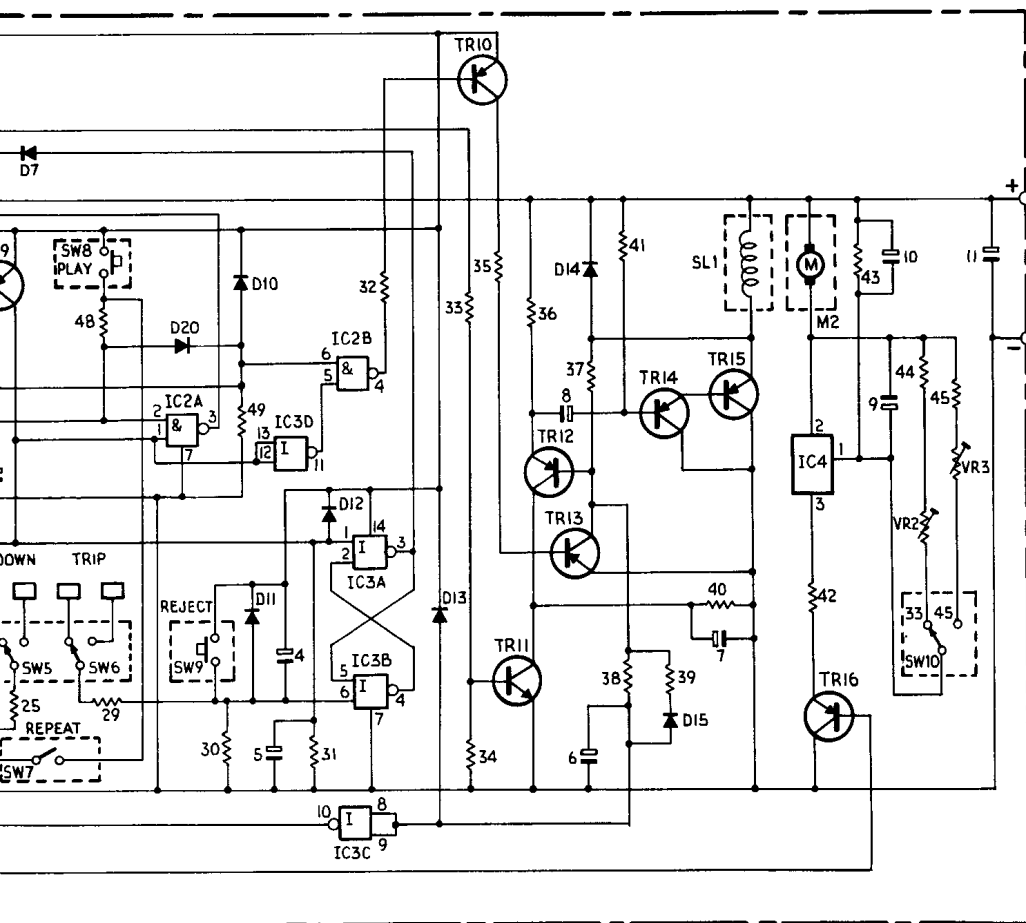 TR10
D7
+
9
SW8
PLAY
D10
32
35
33
41
D14
SL1
M
M2
43
10
11
48
D20
IC2B
36
−
6
&
5
4
37
TR15
TR14
8
44
9
45
IC2A
2
&
3
1
7
49
IC3D
13
12
I
11
TR12
2
IC4
1
3
VR3
D12
TR13
VR2
1
14
I
3
2
IC3A
DOWN
TRIP
REJECT
D11
D13
40
42
33
45
7
SW5
SW6
SW9
4
IC3B
5
I
6
4
7
TR11
SW10
38
39
TR16
25
29
D15
REPEAT
30
5
31
34
6
SW7
10
I
8
9
IC3C